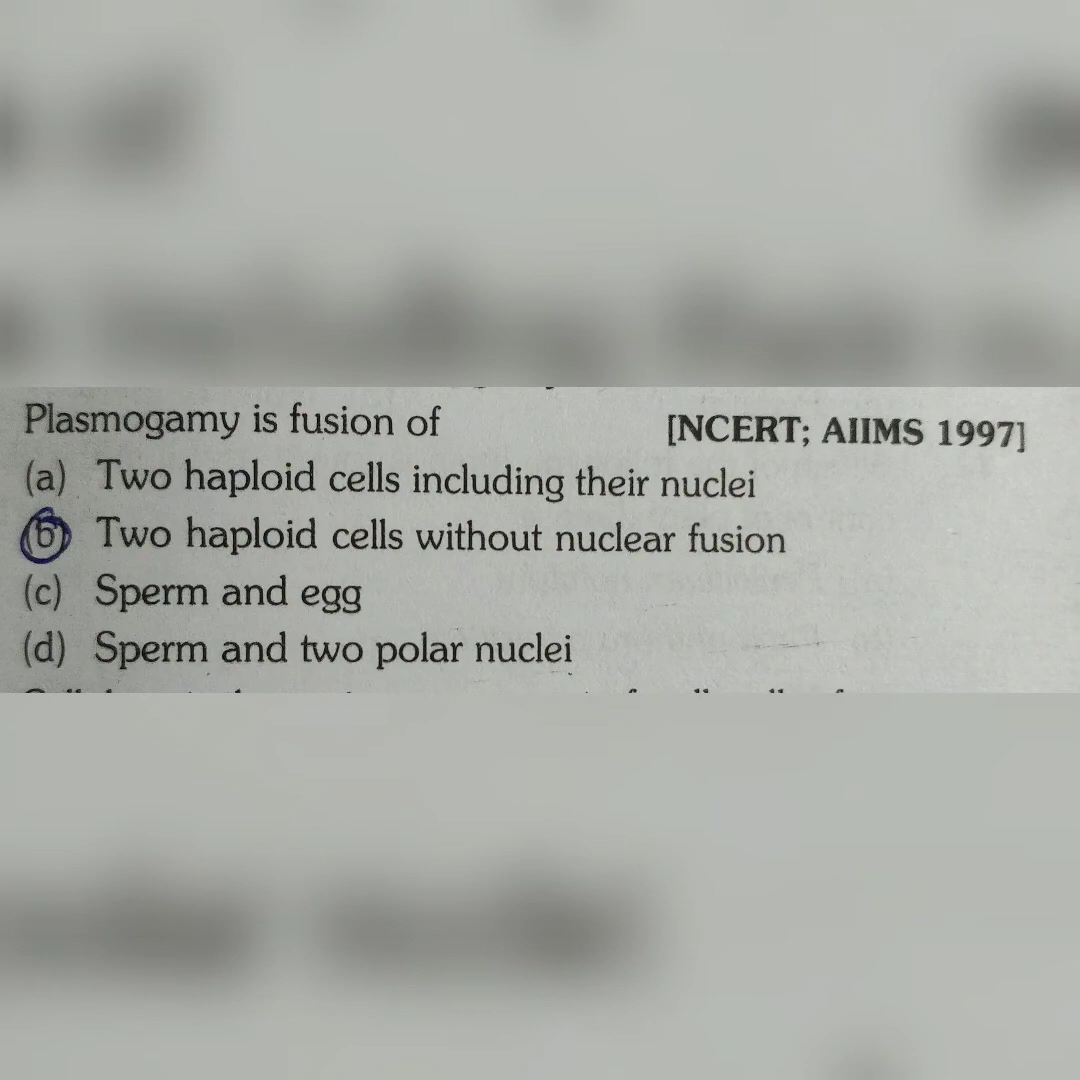 Plasmogamy is fusion of [NCERT; AIIMS 1997]
(a) Two haploid cells including their nuclei
(b) Two haploid cells without nuclear fusion
(c) Sperm and egg
(d) Sperm and two polar nuclei